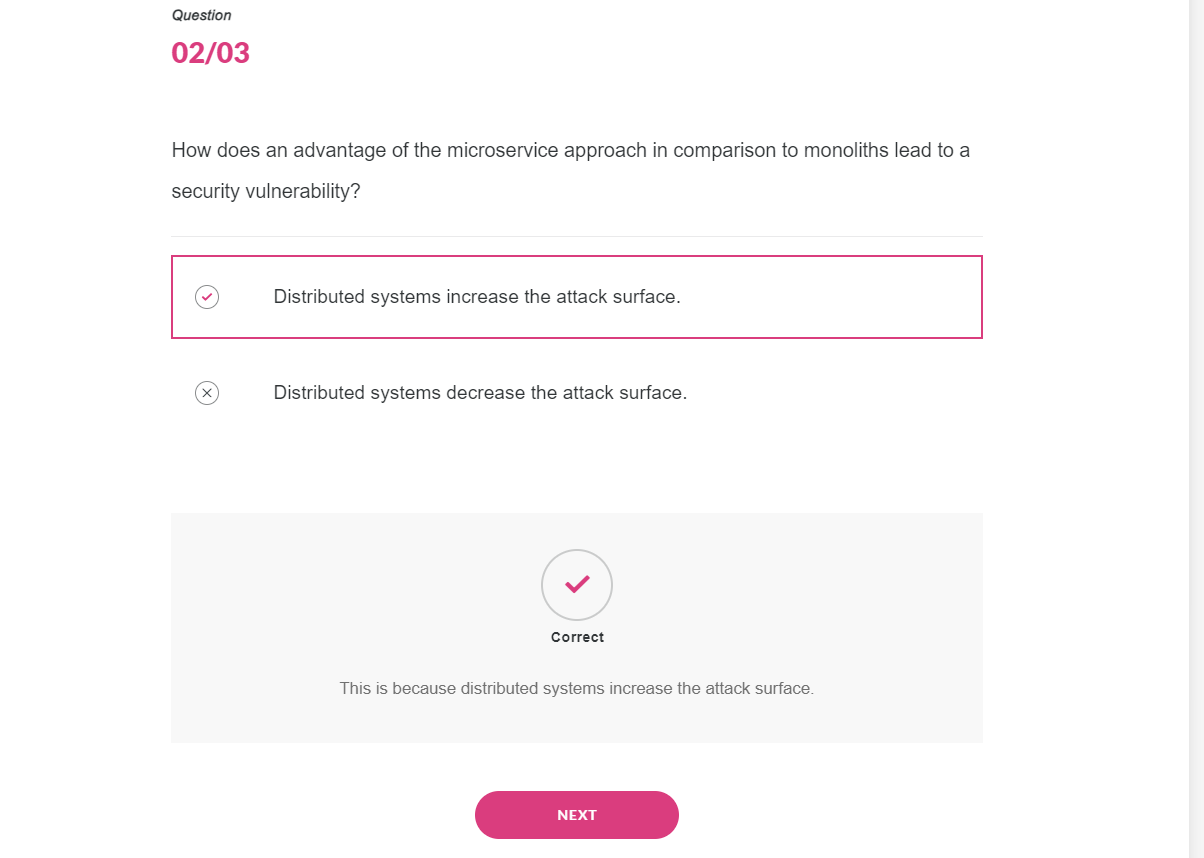 Question
02/03
How does an advantage of the microservice approach in comparison to monoliths lead to a
security vulnerability?
Distributed systems increase the attack surface.
Distributed systems decrease the attack surface.
Correct
This is because distributed systems increase the attack surface.
NEXT